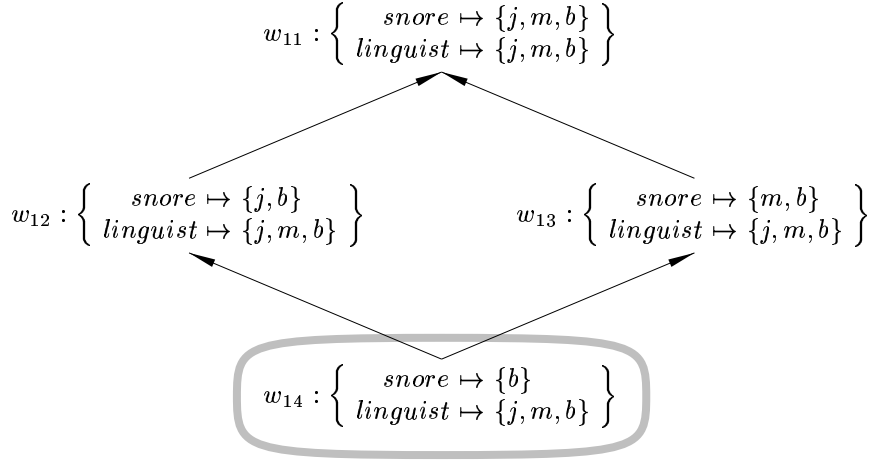 w₁₁ : { snore ↦ {j, m, b}
linguist ↦ {j, m, b} }
w₁₂ : { snore ↦ {j, b}
linguist ↦ {j, m, b} }
w₁₃ : { snore ↦ {m, b}
linguist ↦ {j, m, b} }
w₁₄ : { snore ↦ {b}
linguist ↦ {j, m, b} }